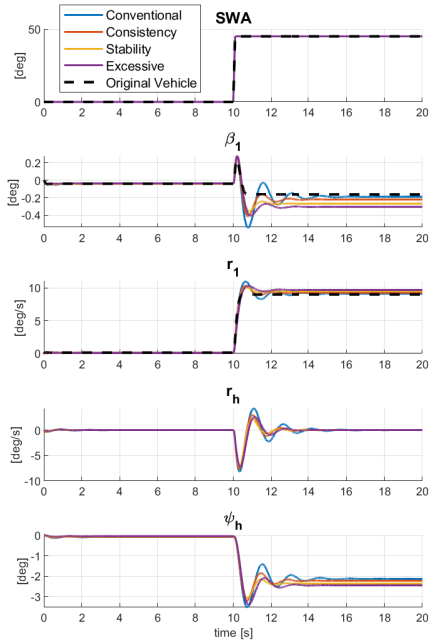 SWA
Conventional
Consistency
Stability
Excessive
Original Vehicle
[deg]
50
0
0 2 4 6 8 10 12 14 16 18 20
β₁
[deg]
0.2
0
-0.2
-0.4
0 2 4 6 8 10 12 14 16 18 20
r₁
[deg/s]
10
5
0
0 2 4 6 8 10 12 14 16 18 20
rₕ
[deg/s]
0
-5
-10
0 2 4 6 8 10 12 14 16 18 20
ψₕ
[deg]
0
-1
-2
-3
0 2 4 6 8 10 12 14 16 18 20
time [s]